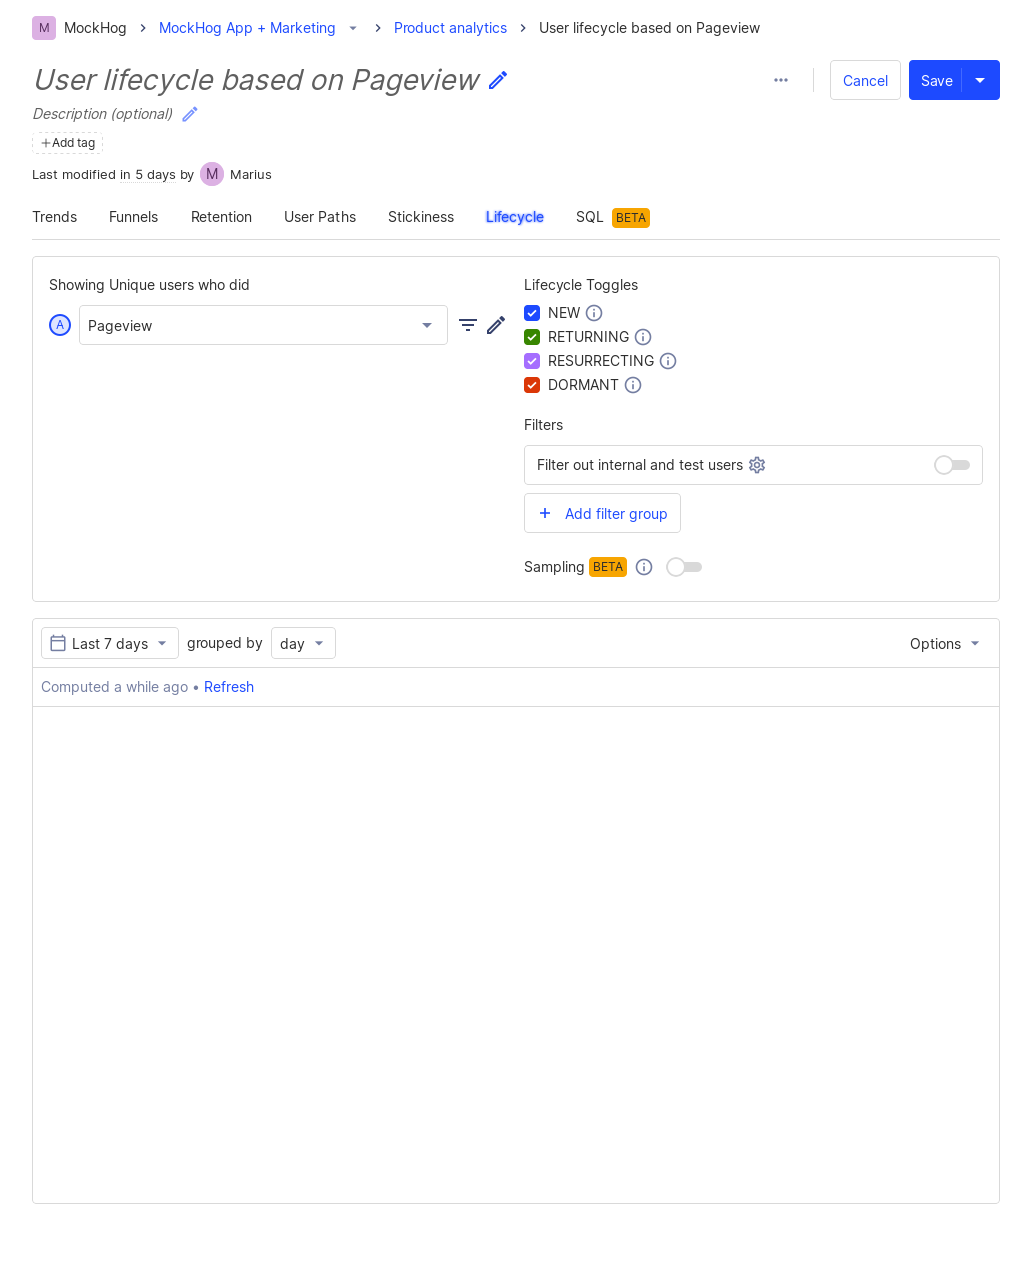 M MockHog MockHog App + Marketing Product analytics User lifecycle based on Pageview
User lifecycle based on Pageview
Cancel Save
Description (optional)
Add tag
Last modified in 5 days by M Marius
Trends Funnels Retention User Paths Stickiness Lifecycle SQL BETA
Showing Unique users who did
A Pageview
Lifecycle Toggles
NEW
RETURNING
RESURRECTING
DORMANT
Filters
Filter out internal and test users
+ Add filter group
Sampling BETA
Last 7 days grouped by day Options
Computed a while ago • Refresh